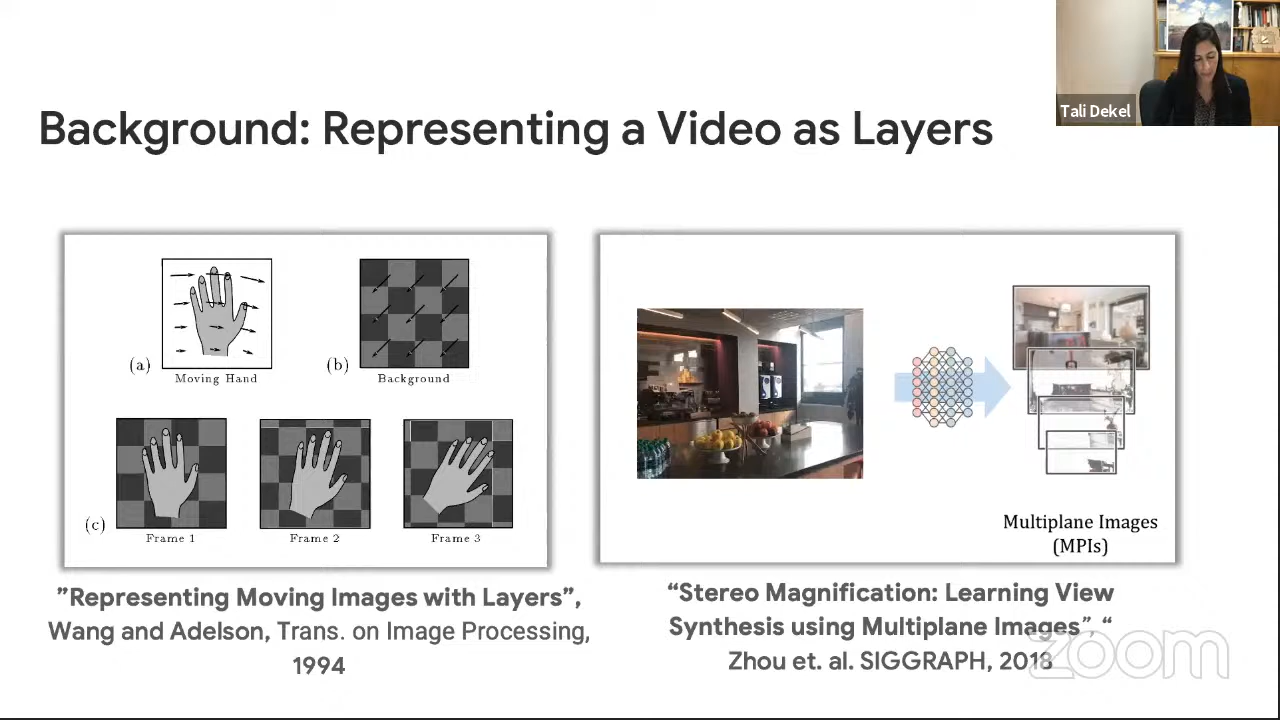 Tali Dekel
Background: Representing a Video as Layers
(a)
Moving Hand
(b)
Background
(c)
Frame 1
Frame 2
Frame 3
Multiplane Images
(MPIs)
”Representing Moving Images with Layers”,
Wang and Adelson, Trans. on Image Processing,
1994
“Stereo Magnification: Learning View
Synthesis using Multiplane Images”, “
Zhou et. al. SIGGRAPH, 2018
zoom